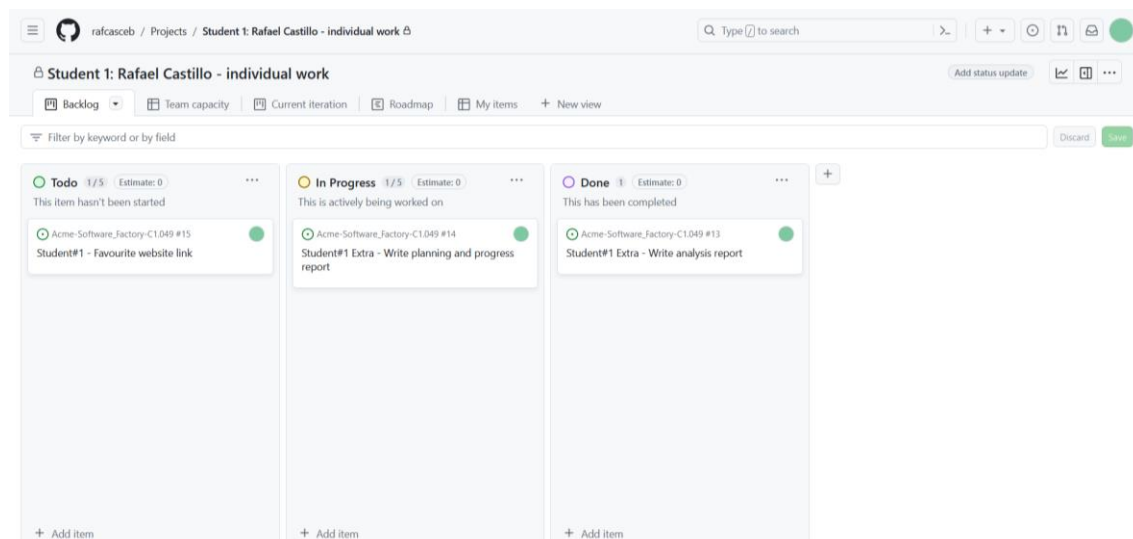 rafcasceb / Projects / Student 1: Rafael Castillo - individual work
Type / to search
Student 1: Rafael Castillo - individual work
Add status update
Backlog
Team capacity
Current iteration
Roadmap
My items
+ New view
Filter by keyword or by field
Discard
Save
Todo 1/5 Estimate: 0
This item hasn't been started
Acme-Software_Factory-C1.049 #15
Student#1 - Favourite website link
+ Add item
In Progress 1/5 Estimate: 0
This is actively being worked on
Acme-Software_Factory-C1.049 #14
Student#1 Extra - Write planning and progress
report
+ Add item
Done 1 Estimate: 0
This has been completed
Acme-Software_Factory-C1.049 #13
Student#1 Extra - Write analysis report
+ Add item